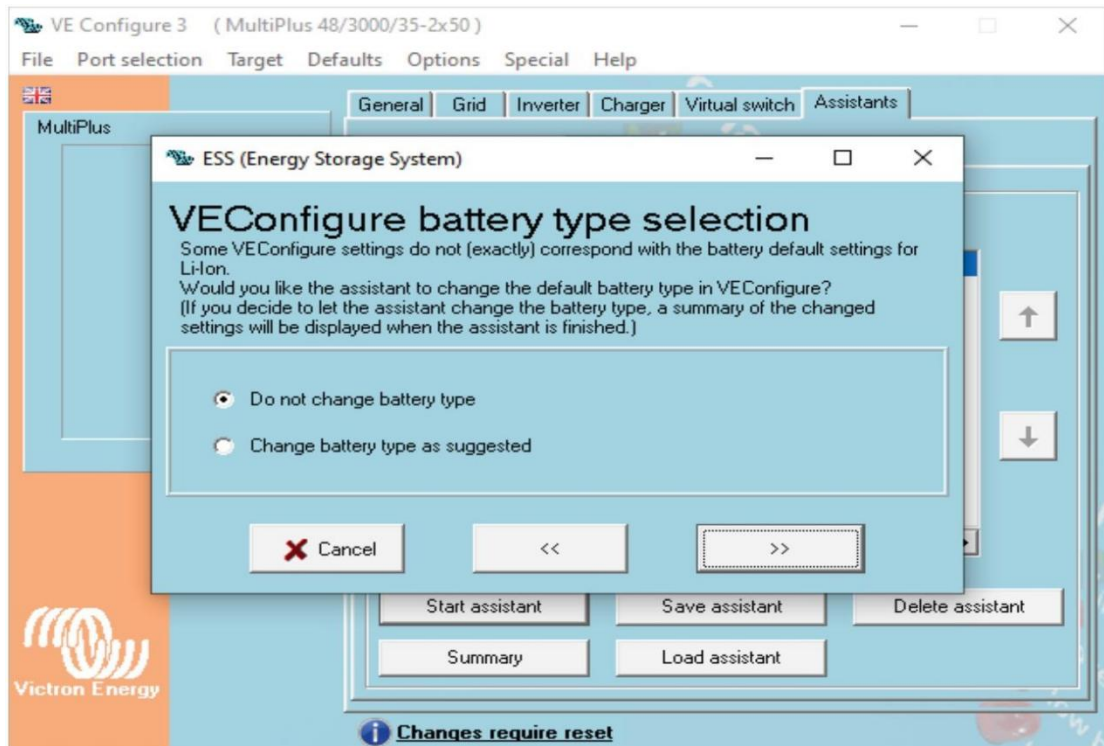 VE Configure 3 ( MultiPlus 48/3000/35-2x50 )
File Port selection Target Defaults Options Special Help
General Grid Inverter Charger Virtual switch Assistants
MultiPlus
ESS (Energy Storage System)
VEConfigure battery type selection
Some VEConfigure settings do not (exactly) correspond with the battery default settings for
Li-Ion.
Would you like the assistant to change the default battery type in VEConfigure?
(If you decide to let the assistant change the battery type, a summary of the changed
settings will be displayed when the assistant is finished.)
Do not change battery type
Change battery type as suggested
Cancel << >>
Start assistant Save assistant Delete assistant
Summary Load assistant
Victron Energy
Changes require reset